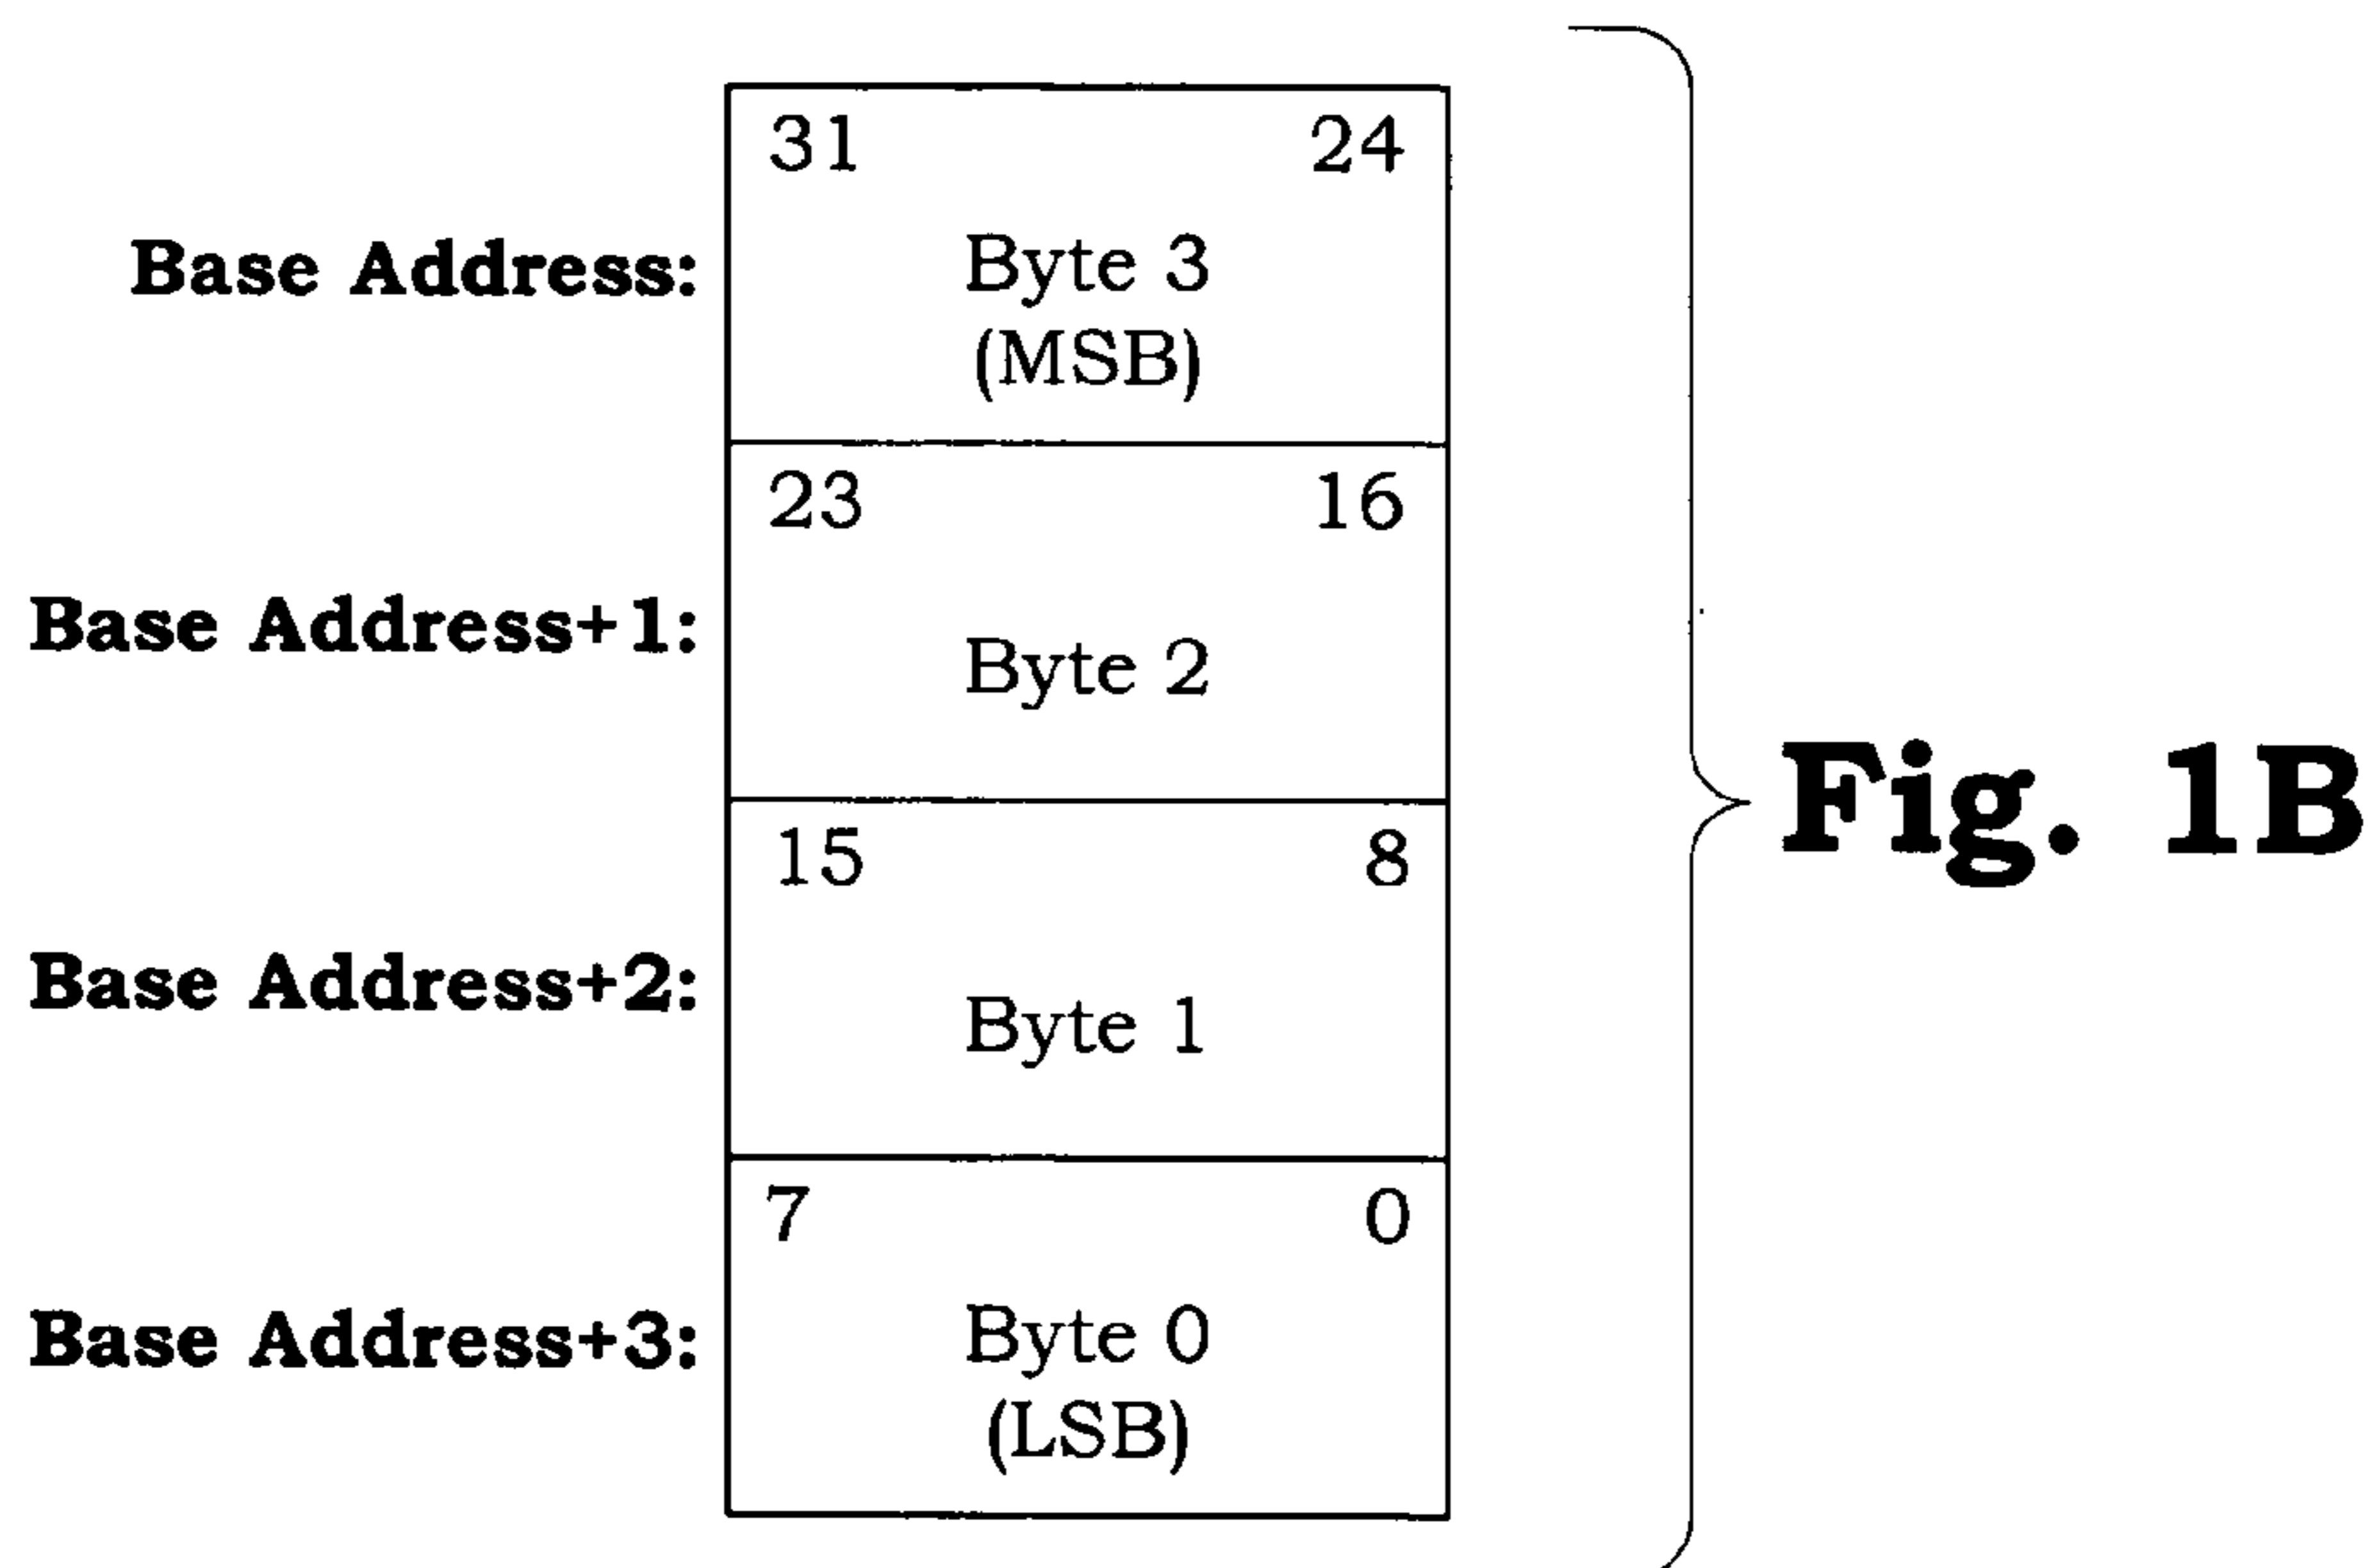 31 24
Base Address: Byte 3
(MSB)
23 16
Base Address+1: Byte 2
15 8
Base Address+2: Byte 1
7 0
Base Address+3: Byte 0
(LSB)
Fig. 1B